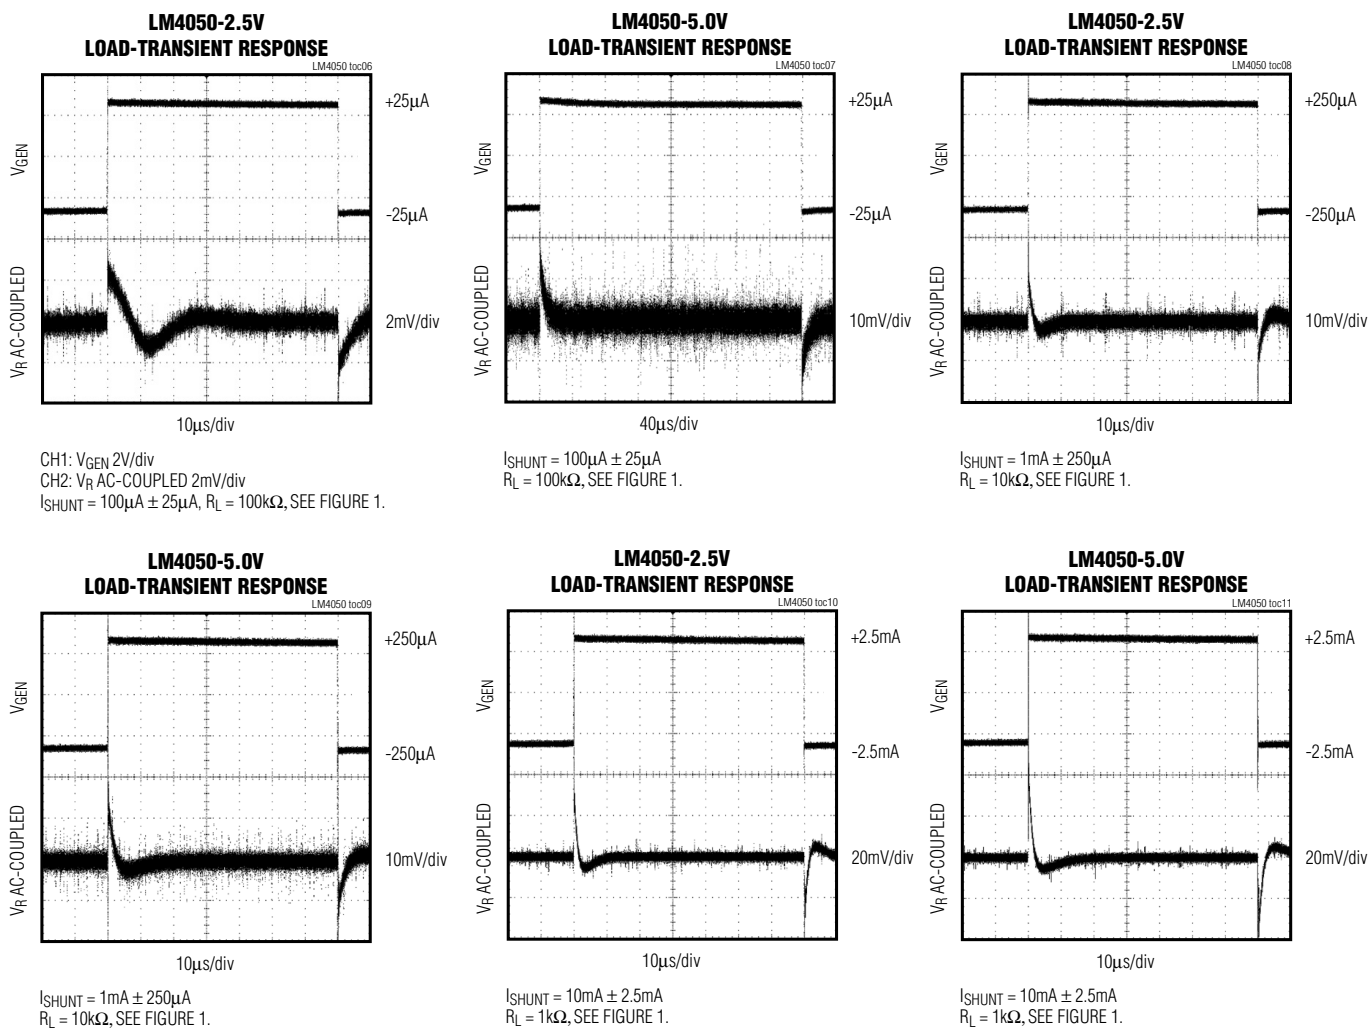 LM4050-2.5V
LOAD-TRANSIENT RESPONSE
LM4050 toc06
+25μA
VGEN
-25μA
VR AC-COUPLED
2mV/div
10μs/div
CH1: VGEN 2V/div
CH2: VR AC-COUPLED 2mV/div
ISHUNT = 100μA ± 25μA, RL = 100kΩ, SEE FIGURE 1.
LM4050-5.0V
LOAD-TRANSIENT RESPONSE
LM4050 toc07
+25μA
VGEN
-25μA
VR AC-COUPLED
10mV/div
40μs/div
ISHUNT = 100μA ± 25μA
RL = 100kΩ, SEE FIGURE 1.
LM4050-2.5V
LOAD-TRANSIENT RESPONSE
LM4050 toc08
+250μA
VGEN
-250μA
VR AC-COUPLED
10mV/div
10μs/div
ISHUNT = 1mA ± 250μA
RL = 10kΩ, SEE FIGURE 1.
LM4050-5.0V
LOAD-TRANSIENT RESPONSE
LM4050 toc09
+250μA
VGEN
-250μA
VR AC-COUPLED
10mV/div
10μs/div
ISHUNT = 1mA ± 250μA
RL = 10kΩ, SEE FIGURE 1.
LM4050-2.5V
LOAD-TRANSIENT RESPONSE
LM4050 toc10
+2.5mA
VGEN
-2.5mA
VR AC-COUPLED
20mV/div
10μs/div
ISHUNT = 10mA ± 2.5mA
RL = 1kΩ, SEE FIGURE 1.
LM4050-5.0V
LOAD-TRANSIENT RESPONSE
LM4050 toc11
+2.5mA
VGEN
-2.5mA
VR AC-COUPLED
20mV/div
10μs/div
ISHUNT = 10mA ± 2.5mA
RL = 1kΩ, SEE FIGURE 1.